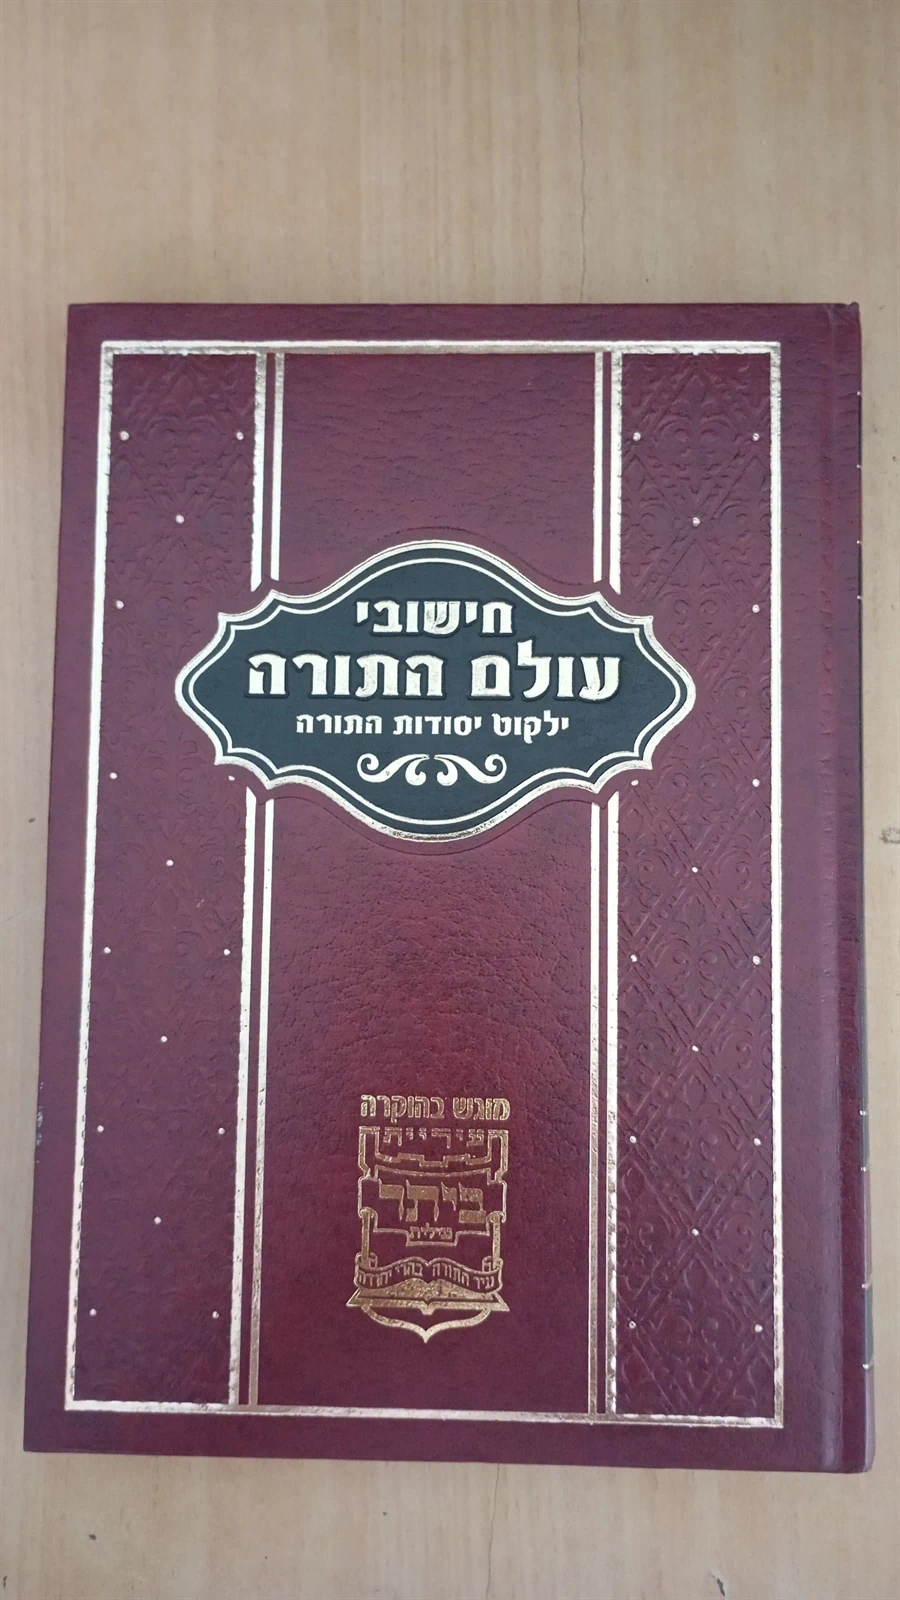 חישובי
עולם התורה
ילקוט יסודות התורה
מוגש בהוקרה
עיריית
ביתר
עילית
עיר התורה בהרי יהודה